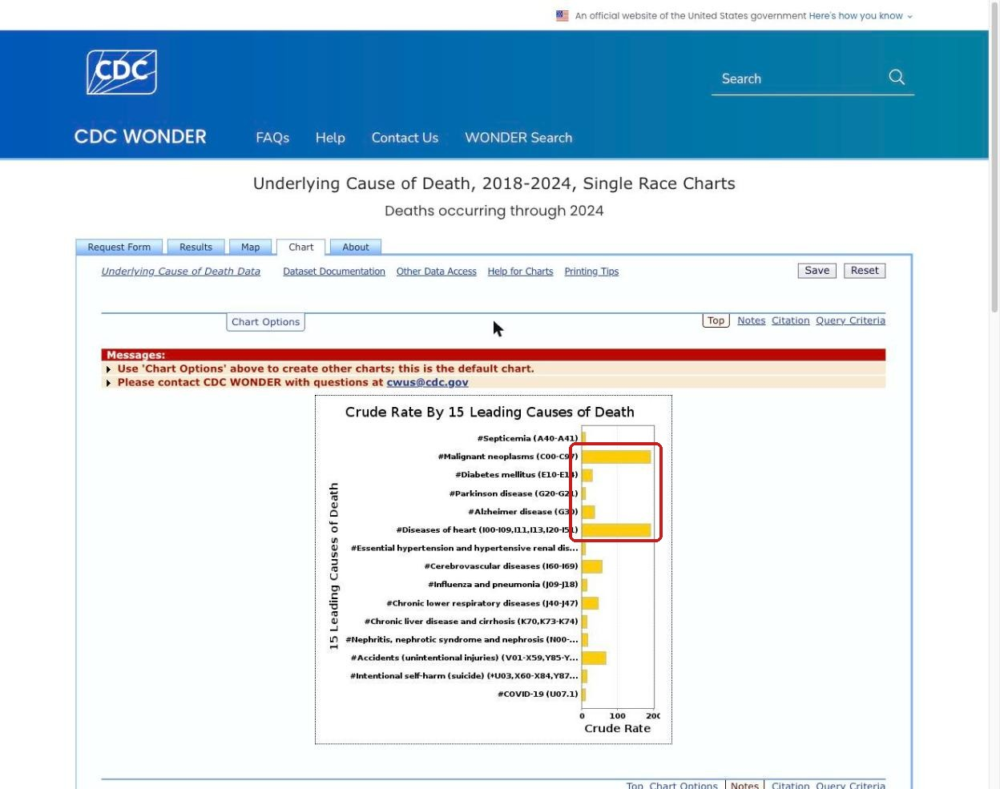 An official website of the United States government Here's how you know
CDC
Search
CDC WONDER FAQs Help Contact Us WONDER Search
Underlying Cause of Death, 2018-2024, Single Race Charts
Deaths occurring through 2024
Request Form Results Map Chart About
Underlying Cause of Death Data Dataset Documentation Other Data Access Help for Charts Printing Tips Save Reset
Chart Options Top Notes Citation Query Criteria
Messages:
Use 'Chart Options' above to create other charts; this is the default chart.
Please contact CDC WONDER with questions at cwus@cdc.gov
Crude Rate By 15 Leading Causes of Death
15 Leading Causes of Death
#Septicemia (A40-A41)
#Malignant neoplasms (C00-C97)
#Diabetes mellitus (E10-E14)
#Parkinson disease (G20-G21)
#Alzheimer disease (G30)
#Diseases of heart (I00-I09,I11,I13,I20-I51)
#Essential hypertension and hypertensive renal dis...
#Cerebrovascular diseases (I60-I69)
#Influenza and pneumonia (J09-J18)
#Chronic lower respiratory diseases (J40-J47)
#Chronic liver disease and cirrhosis (K70,K73-K74)
#Nephritis, nephrotic syndrome and nephrosis (N00-...
#Accidents (unintentional injuries) (V01-X59,Y85-Y...
#Intentional self-harm (suicide) (*U03,X60-X84,Y87...
#COVID-19 (U07.1)
0 100 200
Crude Rate
Top Chart Options Notes Citation Query Criteria